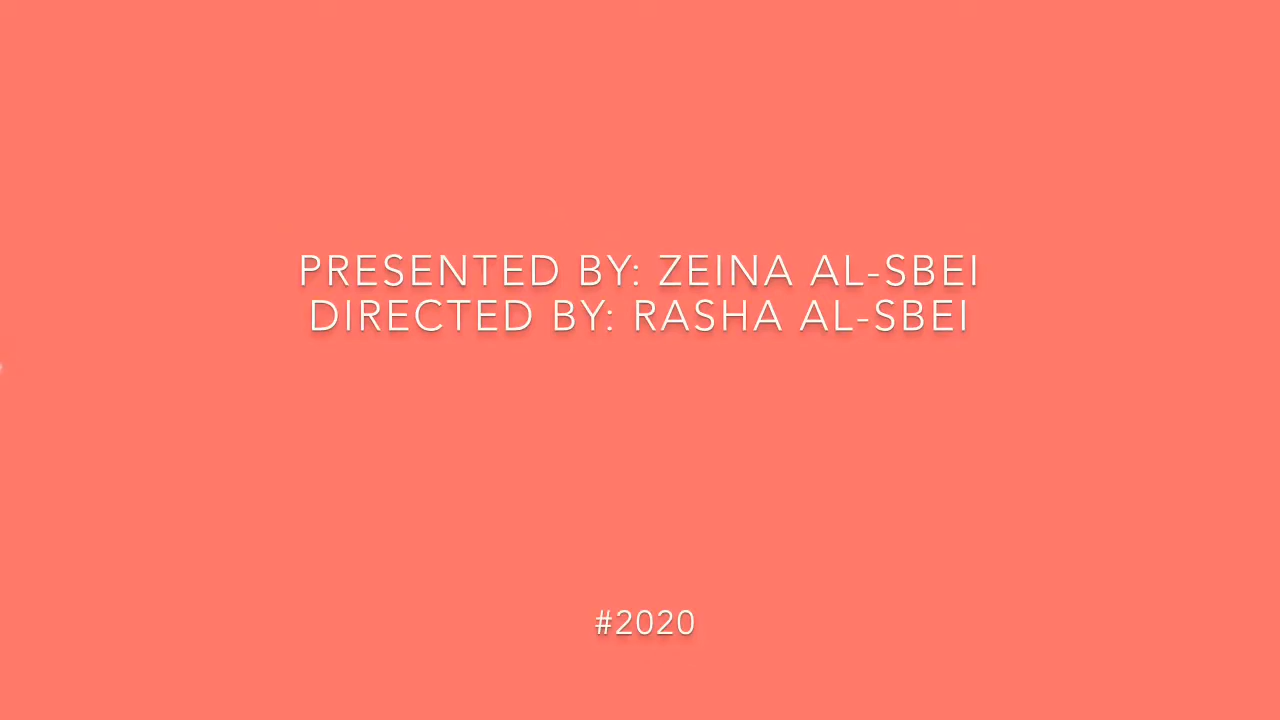 PRESENTED BY: ZEINA AL-SBEI
DIRECTED BY: RASHA AL-SBEI
#2020